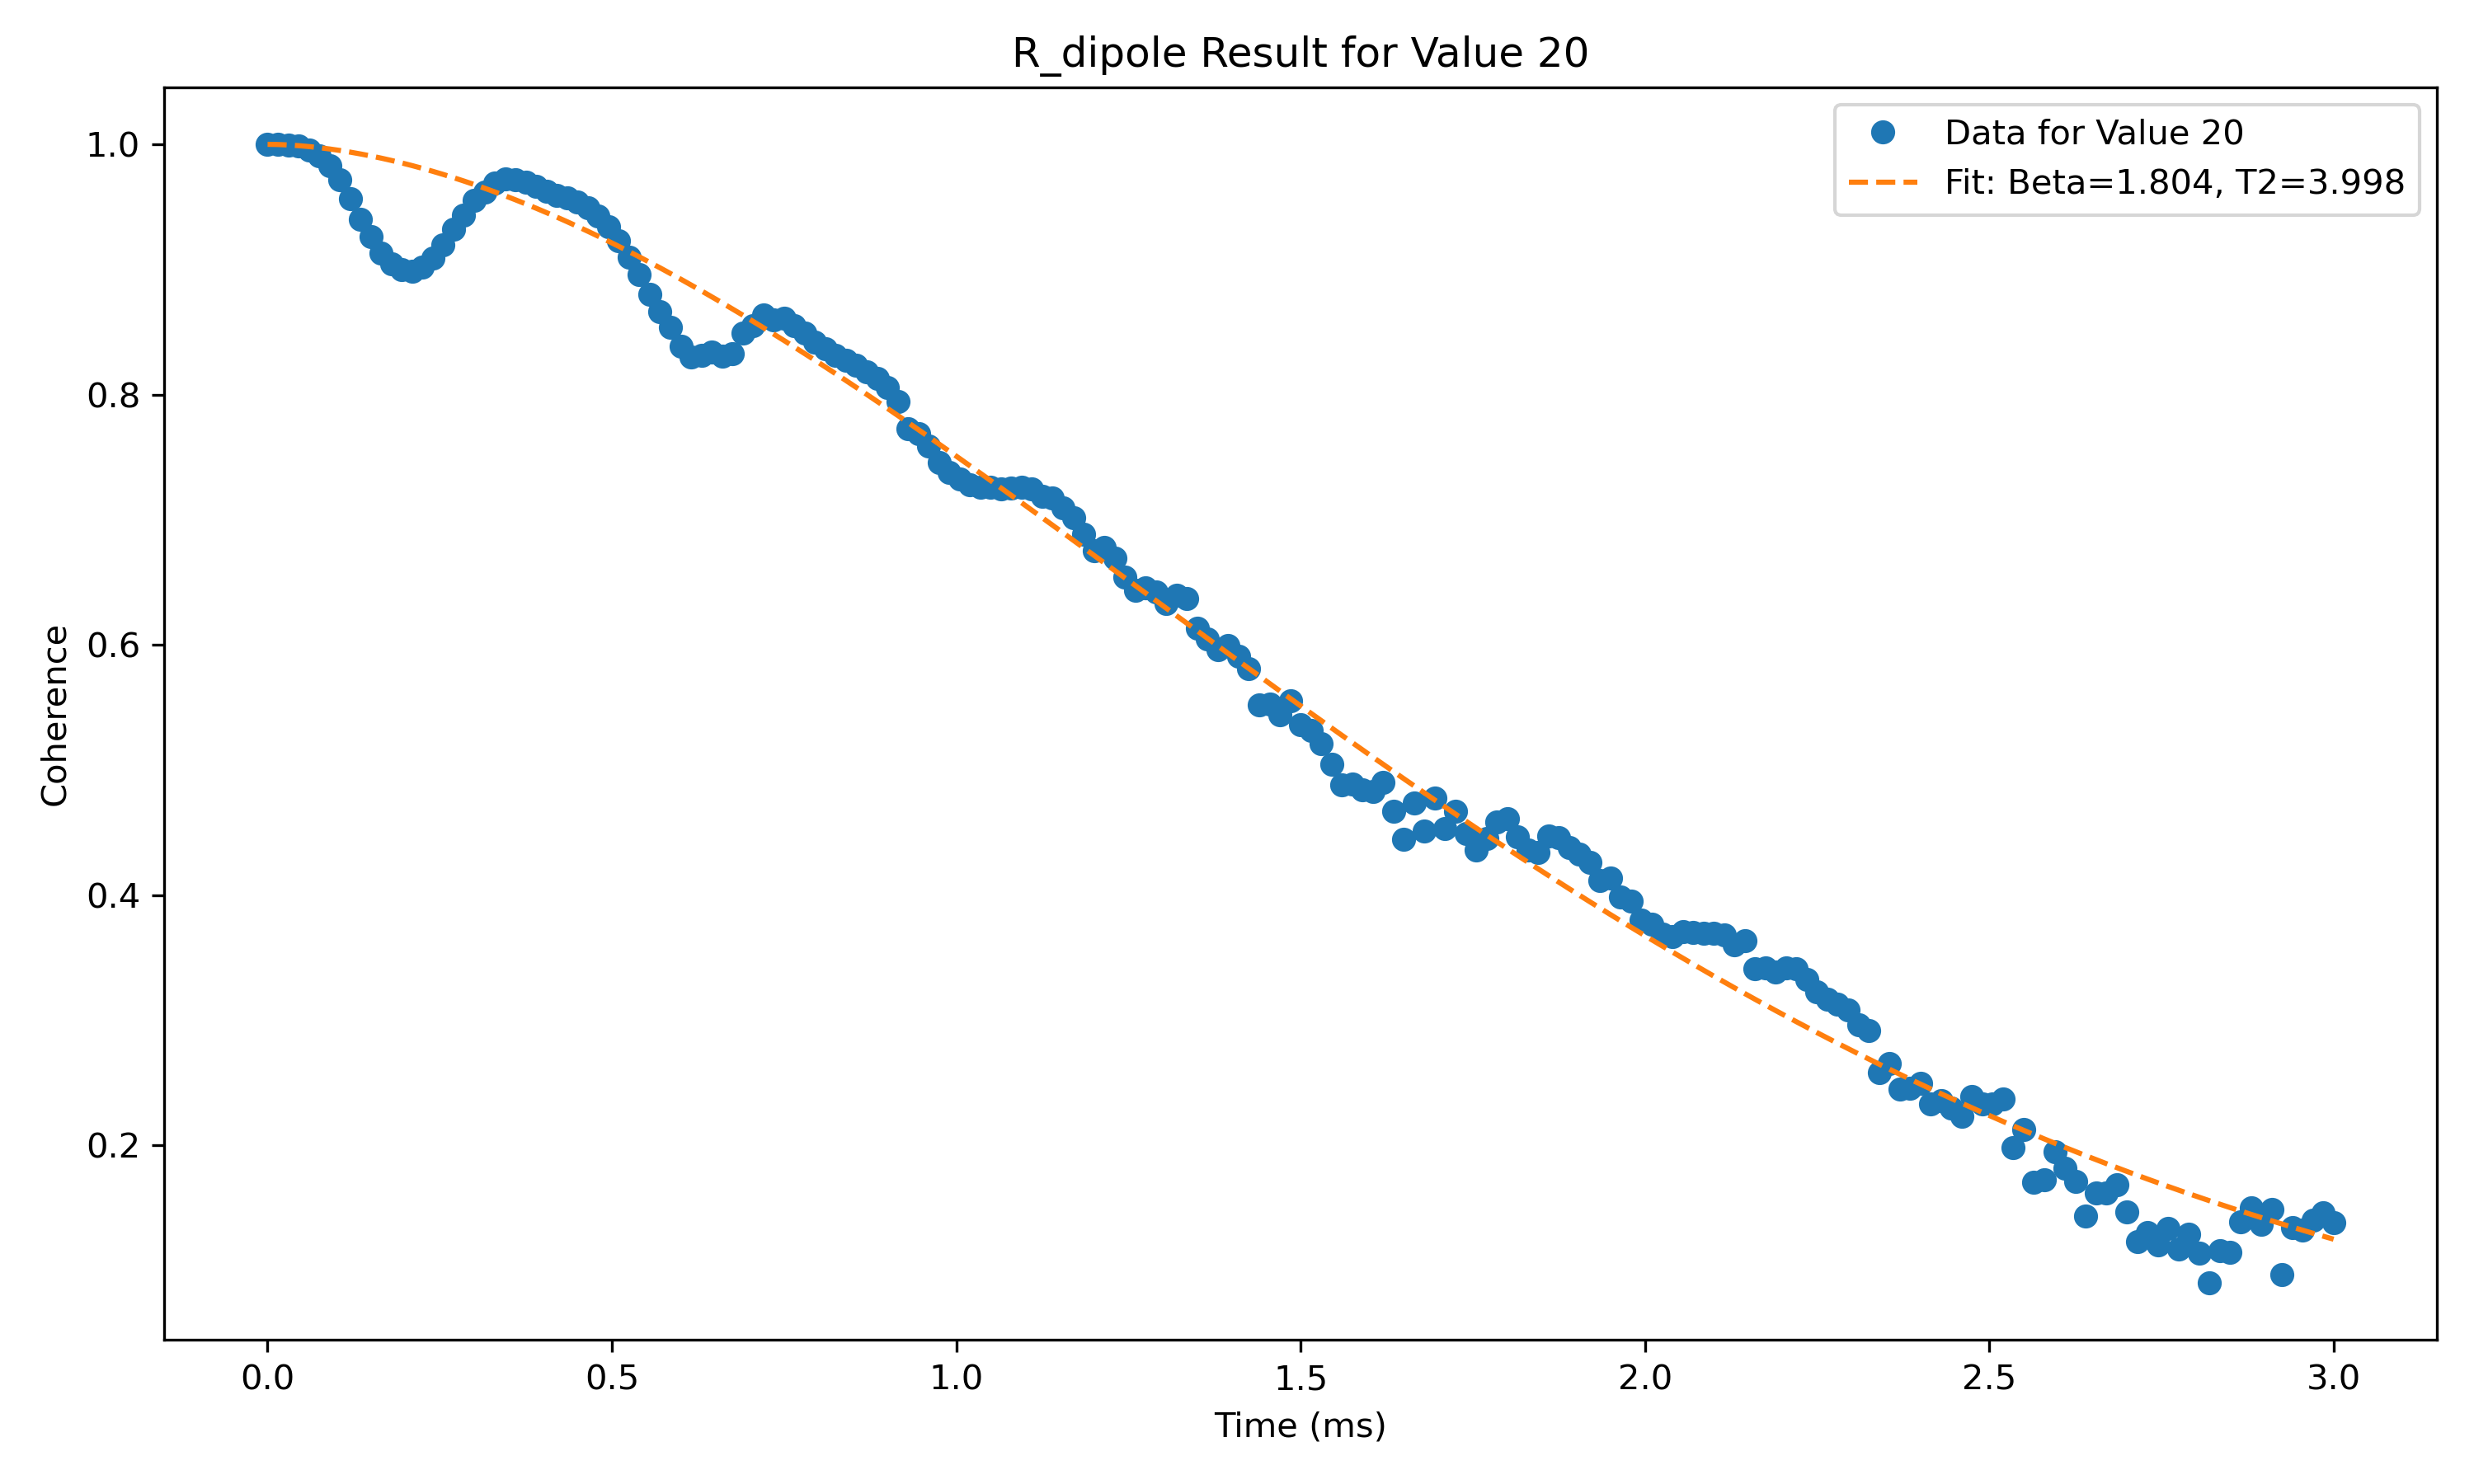 R_dipole Result for Value 20
Data for Value 20
Fit: Beta=1.804, T2=3.998
Coherence
1.0
0.8
0.6
0.4
0.2
0.0 0.5 1.0 1.5 2.0 2.5 3.0
Time (ms)